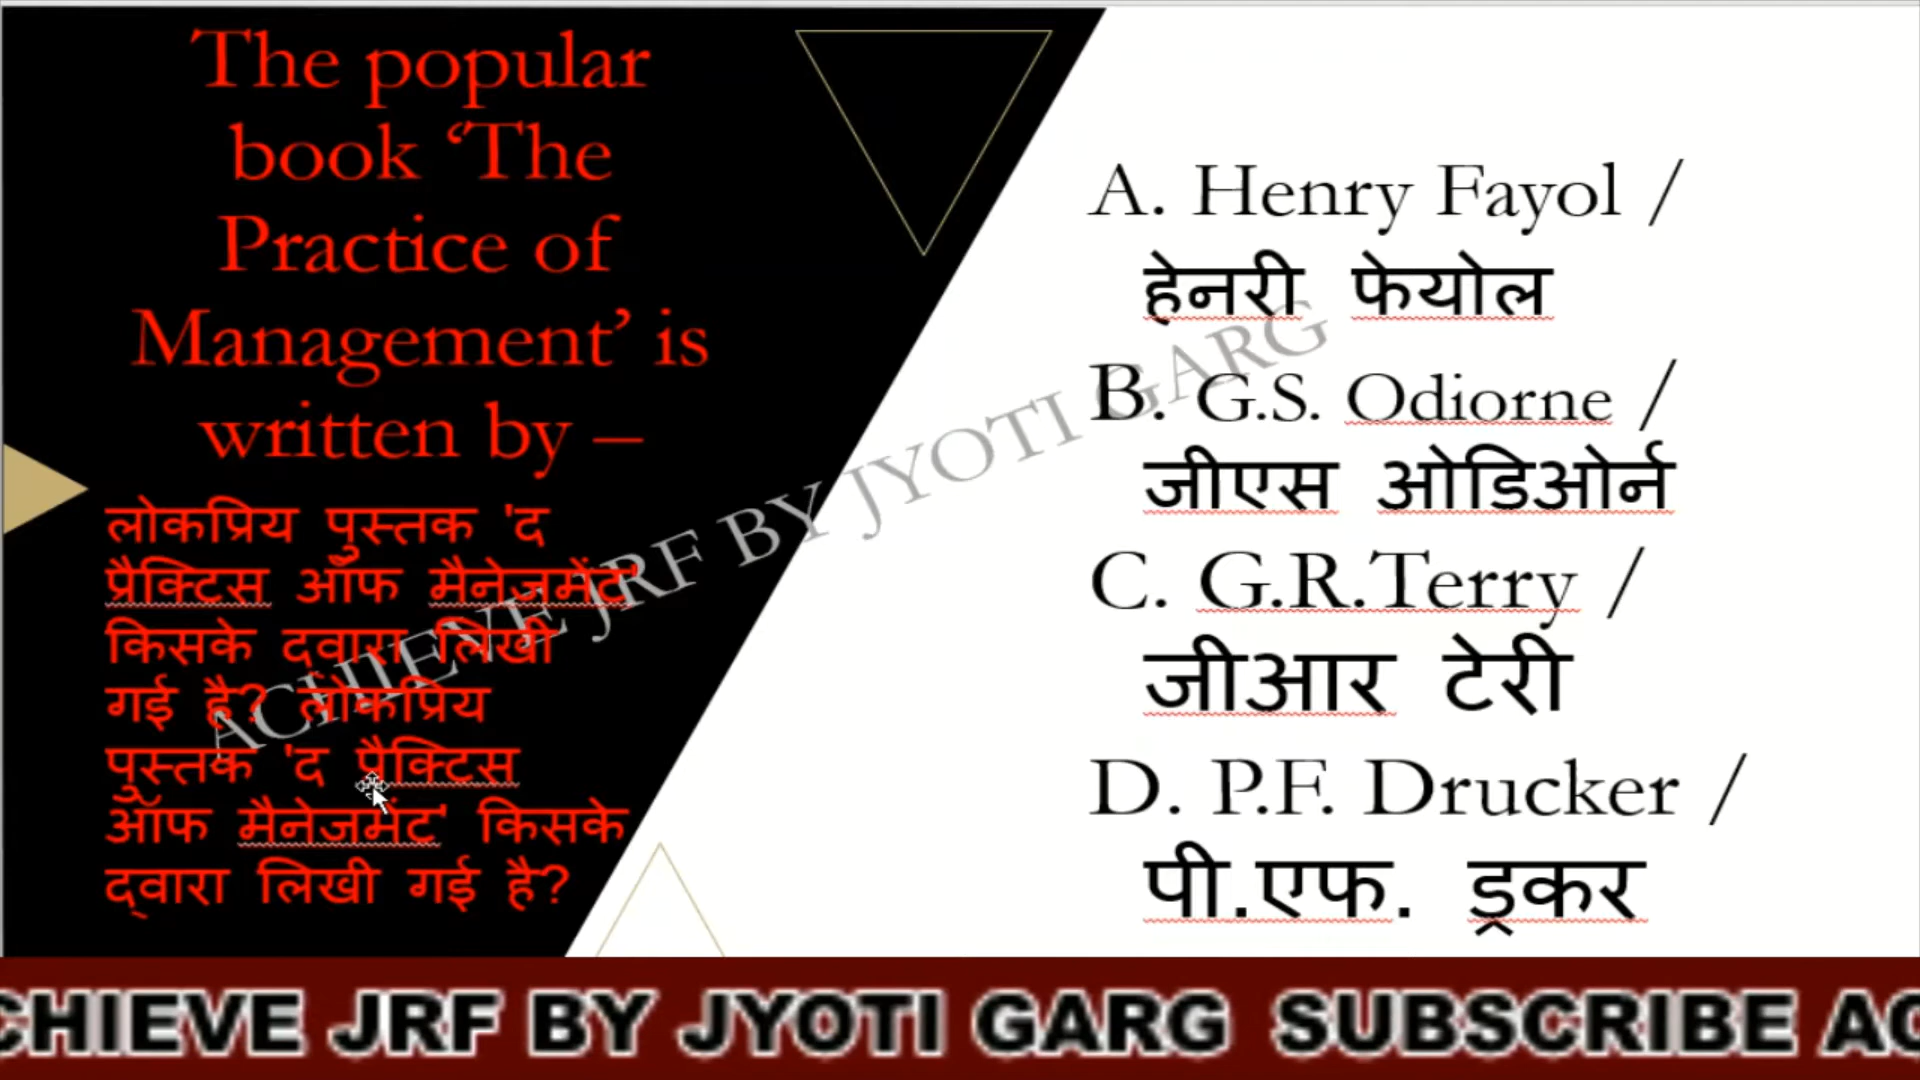 The popular
book ‘The
Practice of
Management’ is
written by –
लोकप्रिय पुस्तक 'द
प्रैक्टिस ऑफ मैनेजमेंट'
किसके द्वारा लिखी
गई है? लोकप्रिय
पुस्तक 'द प्रैक्टिस
ऑफ मैनेजमेंट' किसके
द्वारा लिखी गई है?
A. Henry Fayol /
हेनरी फेयोल
B. G.S. Odiorne /
जीएस ओडिओर्न
C. G.R.Terry /
जीआर टेरी
D. P.F. Drucker /
पी.एफ. ड्रकर
ACHIEVE JRF BY JYOTI GARG
CHIEVE JRF BY JYOTI GARG SUBSCRIBE AC